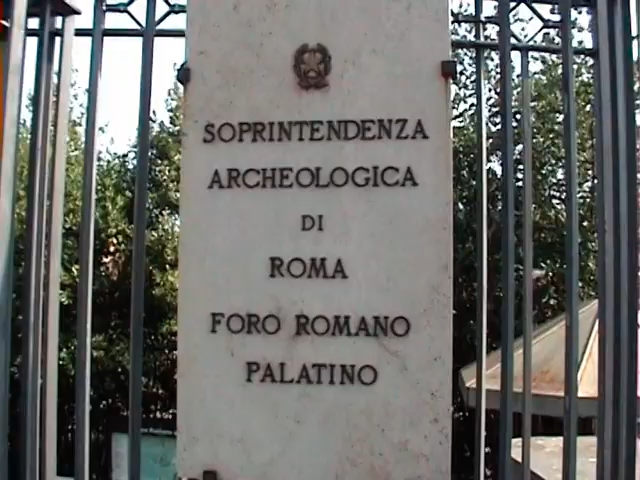 SOPRINTENDENZA
ARCHEOLOGICA
DI
ROMA
FORO ROMANO
PALATINO